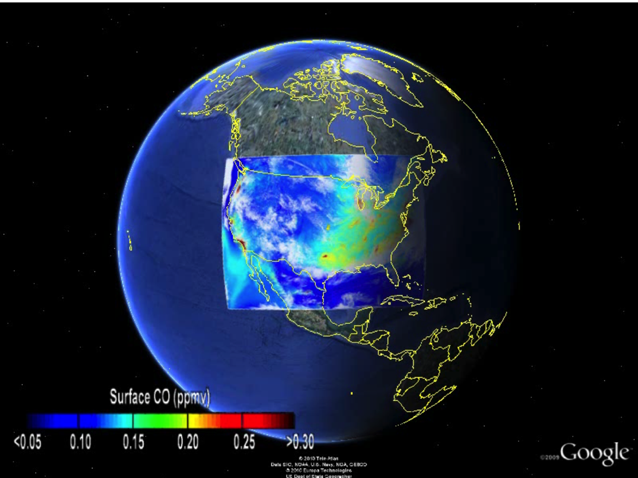 Surface CO (ppmv)
<0.05 0.10 0.15 0.20 0.25 >0.30
© 2010 Tele Atlas
Data SIO, NOAA, U.S. Navy, NGA, GEBCO
© 2010 Europa Technologies
US Dept of State Geographer
©2009 Google